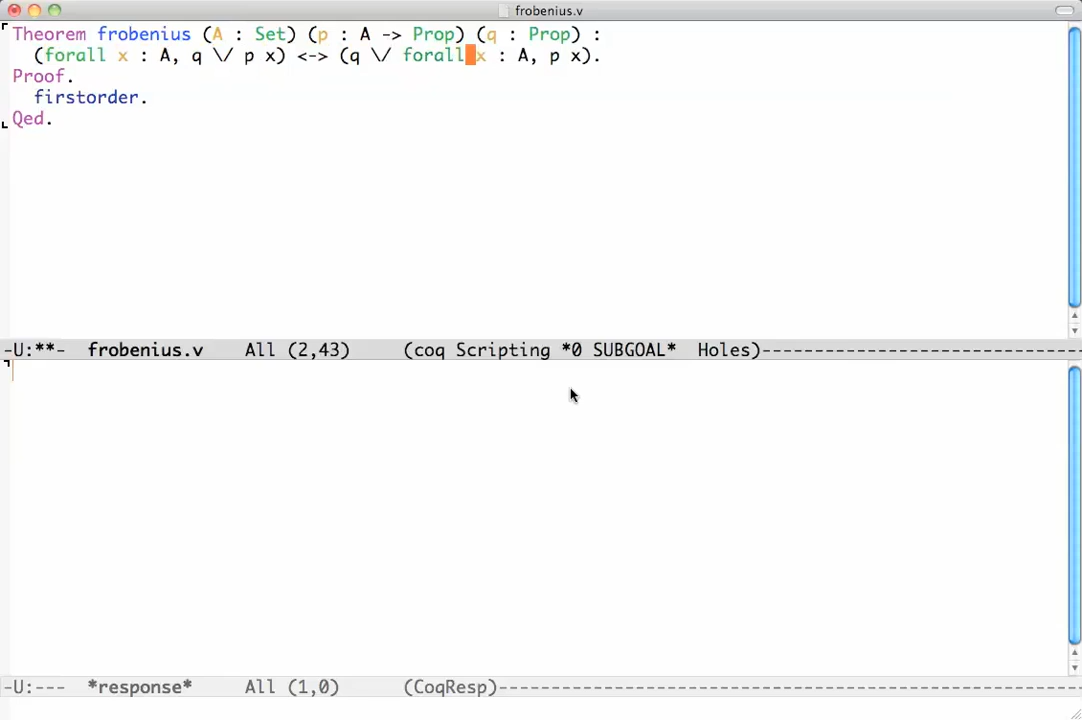 frobenius.v
Theorem frobenius (A : Set) (p : A -> Prop) (q : Prop) :
  (forall x : A, q \/ p x) <-> (q \/ forall x : A, p x).
Proof.
  firstorder.
Qed.
-U:**-  frobenius.v    All (2,43)     (coq Scripting *0 SUBGOAL*  Holes)------------------------------
-U:---  *response*     All (1,0)      (CoqResp)-------------------------------------------------------